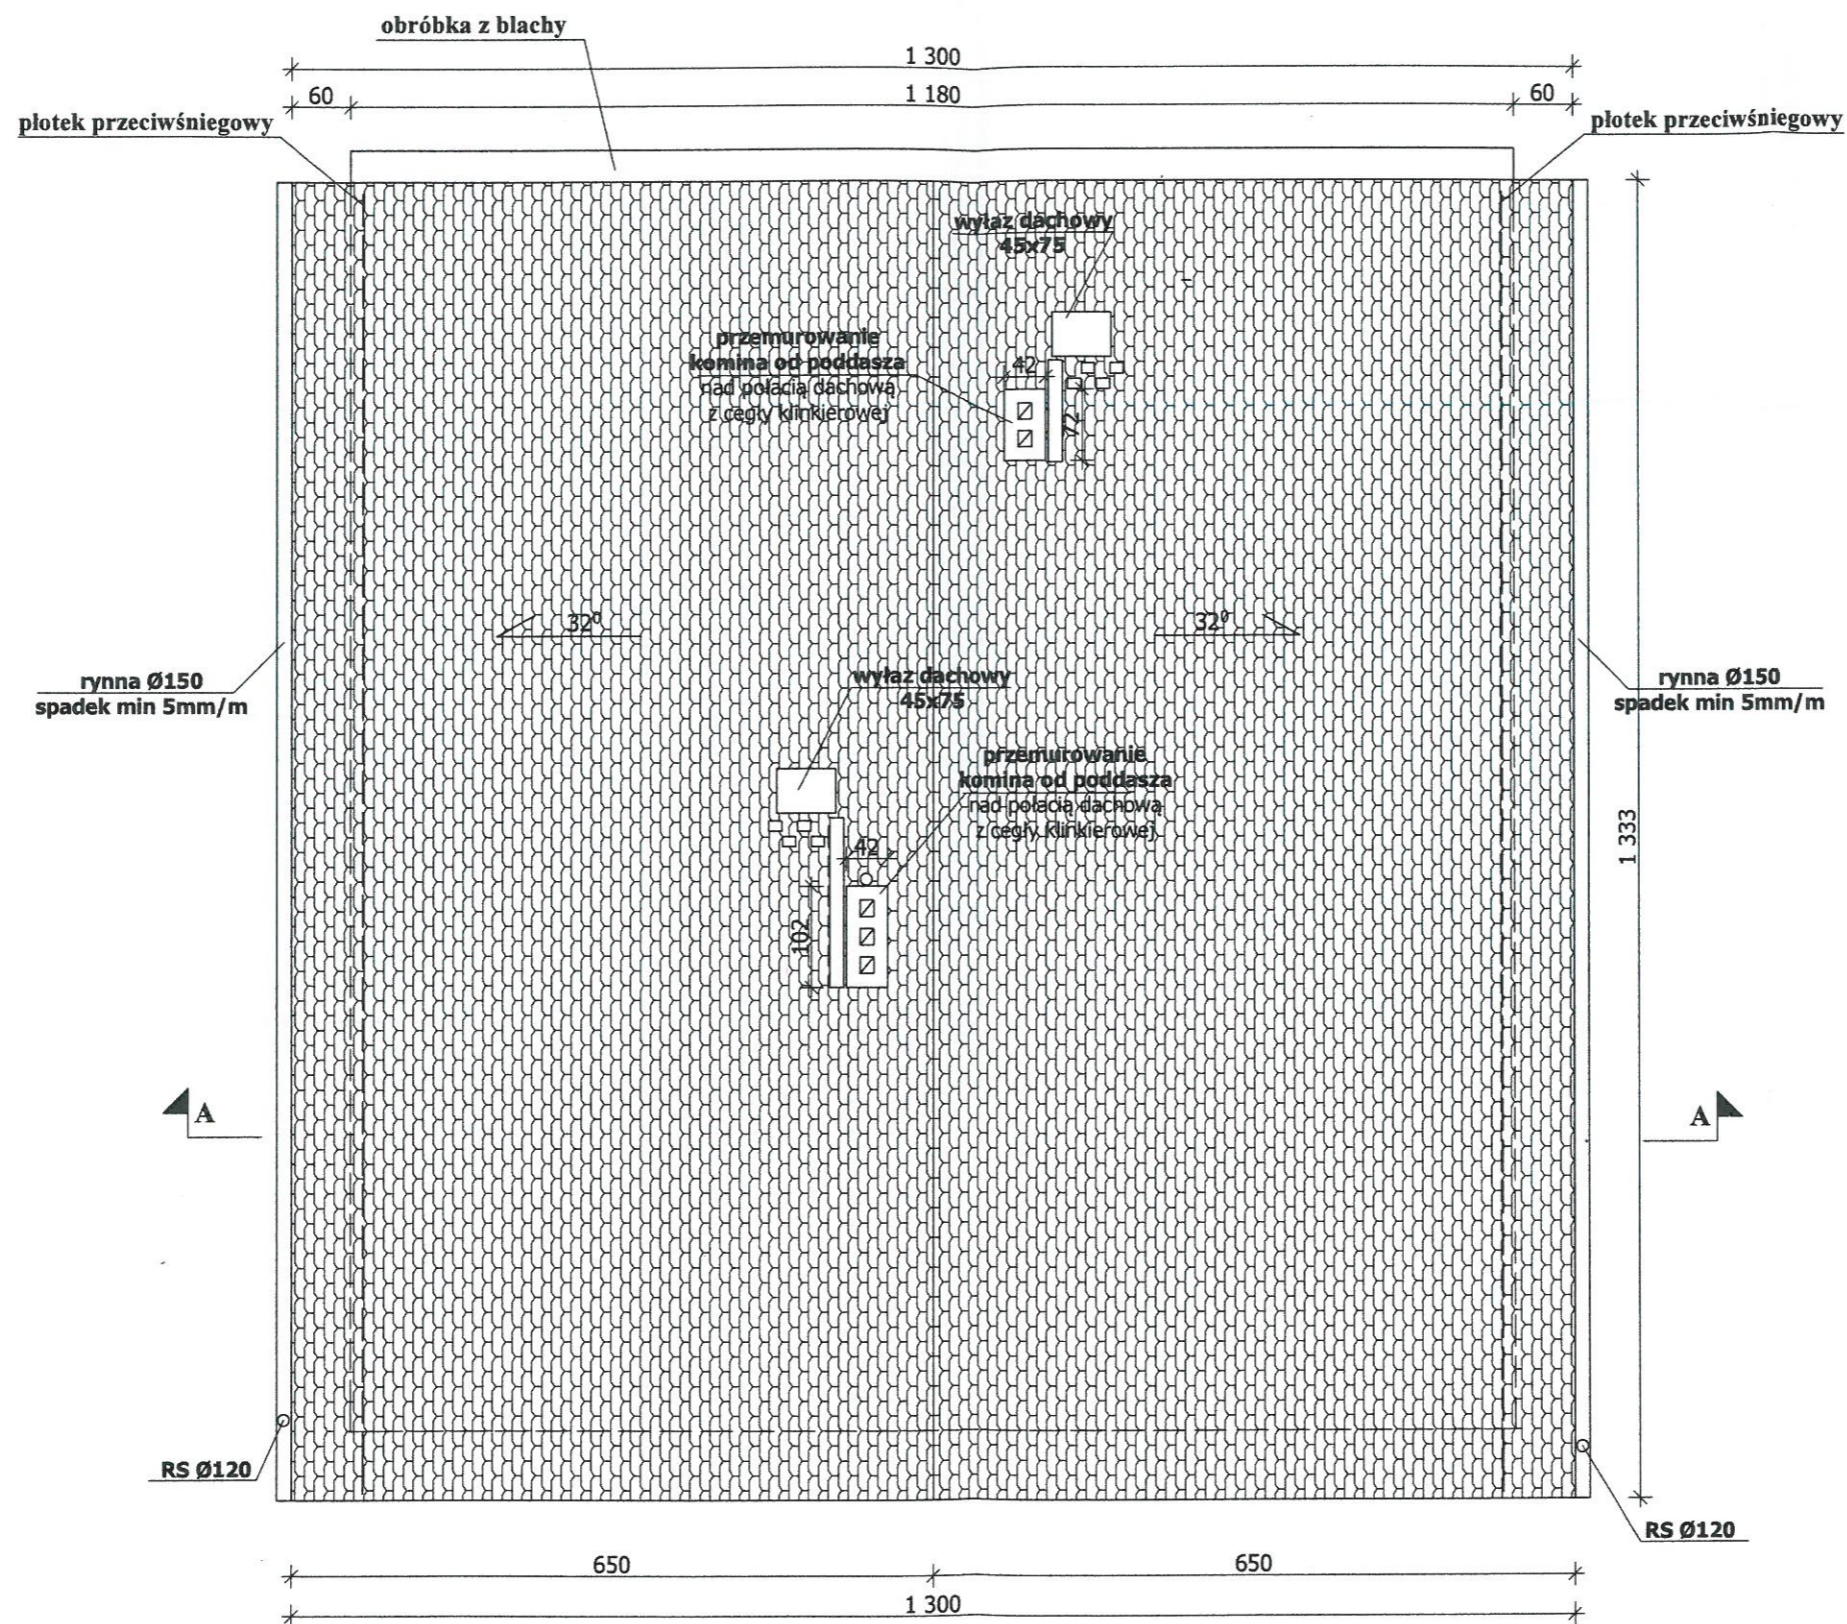 obróbka z blachy
1 300
60
1 180
60
płotek przeciwśniegowy
płotek przeciwśniegowy
wyłaz dachowy
45x75
przemurowanie
komina od poddasza
nad połacią dachową
z cegły klinkierowej
42
72
32⁰
32⁰
rynna Ø150
spadek min 5mm/m
wyłaz dachowy
45x75
rynna Ø150
spadek min 5mm/m
przemurowanie
komina od poddasza
nad połacią dachową
z cegły klinkierowej
42
102
1 333
A
A
RS Ø120
RS Ø120
650
650
1 300